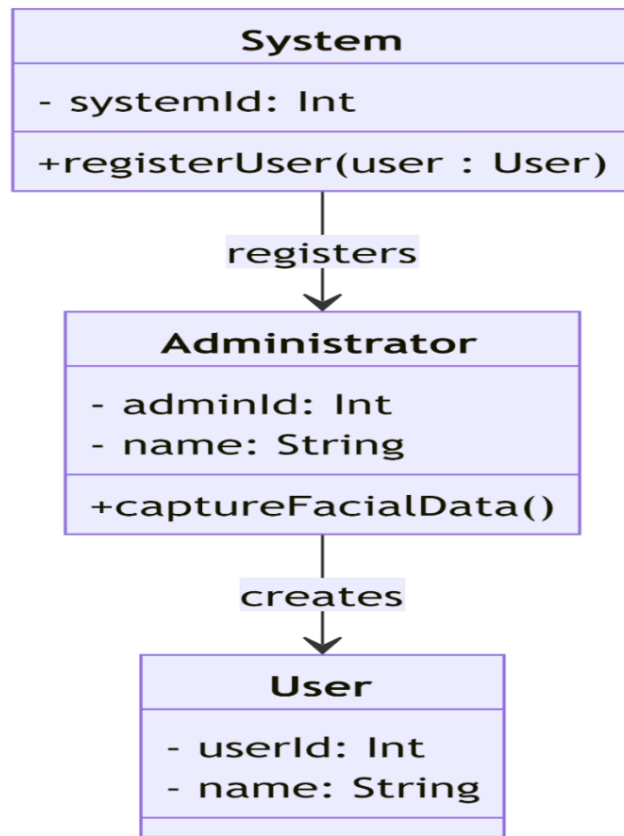 System
- systemId: Int
+registerUser(user : User)
registers
Administrator
- adminId: Int
- name: String
+captureFacialData()
creates
User
- userId: Int
- name: String